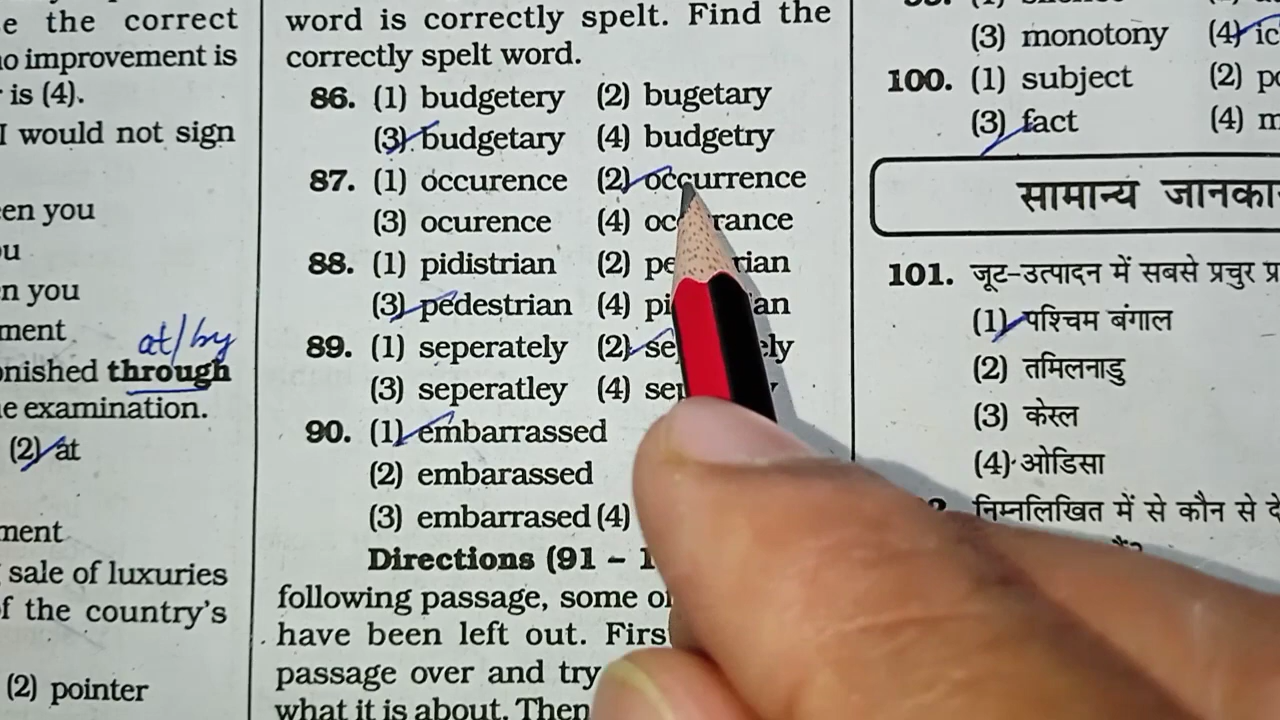 e the correct
no improvement is
is (4).
I would not sign
een you
ou
n you
ment
at/by
onished through
e examination.
(2) at
ment
sale of luxuries
of the country's
(2) pointer
word is correctly spelt. Find the
correctly spelt word.
86. (1) budgetery (2) bugetary
(3) budgetary (4) budgetry
87. (1) occurence (2) occurrence
(3) ocurence (4)
88. (1) pidistrian (2)
(3) pedestrian (4)
89. (1) seperately (2)
(3) seperatley (4)
90. (1) embarrassed
(2) embarassed
(3) embarrased (4)
Directions (91 –
following passage, some
have been left out.
passage over and try
what it is about. Then
(3) monotony (4)
100. (1) subject (2)
(3) fact (4)
सामान्य
101. जूट-उत्पादन में सबसे प्रचुर
(1) पश्चिम बंगाल
(2) तमिलनाडु
(3) केरल
(4) ओडिसा
निम्नलिखित में से कौन से